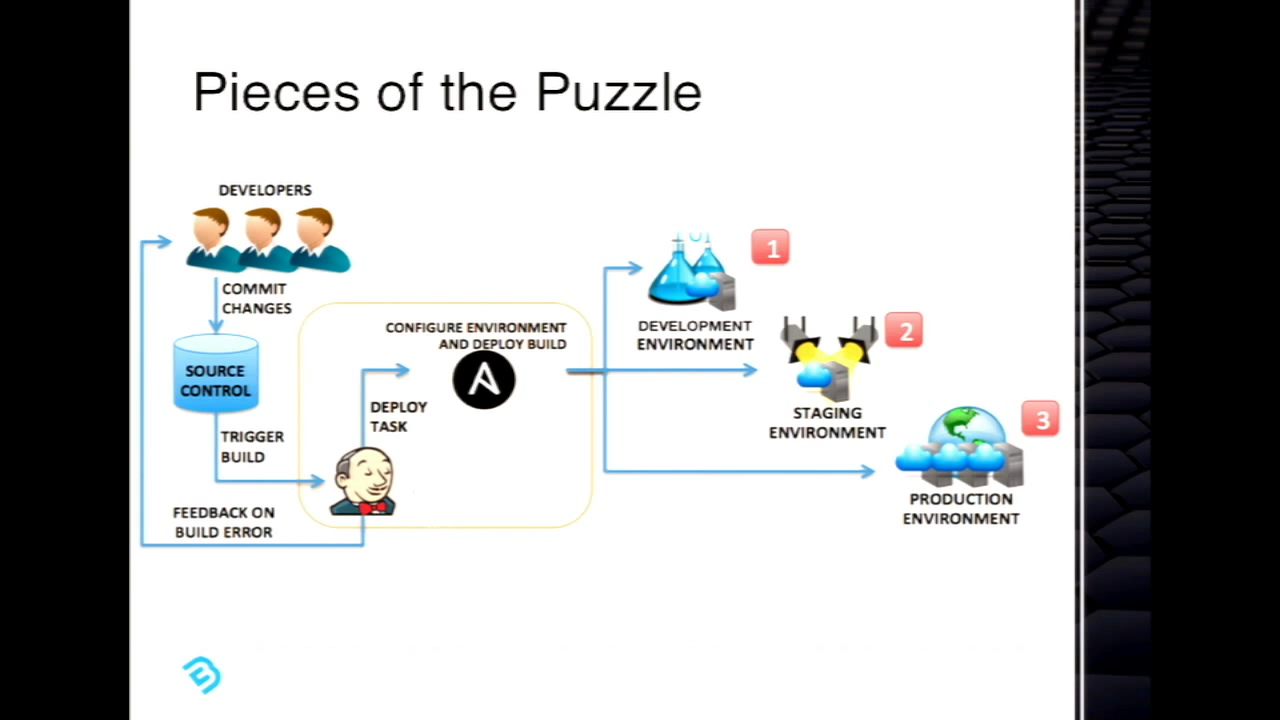 Pieces of the Puzzle
DEVELOPERS
COMMIT
CHANGES
SOURCE
CONTROL
TRIGGER
BUILD
FEEDBACK ON
BUILD ERROR
DEPLOY
TASK
CONFIGURE ENVIRONMENT
AND DEPLOY BUILD
1
DEVELOPMENT
ENVIRONMENT
2
STAGING
ENVIRONMENT
3
PRODUCTION
ENVIRONMENT